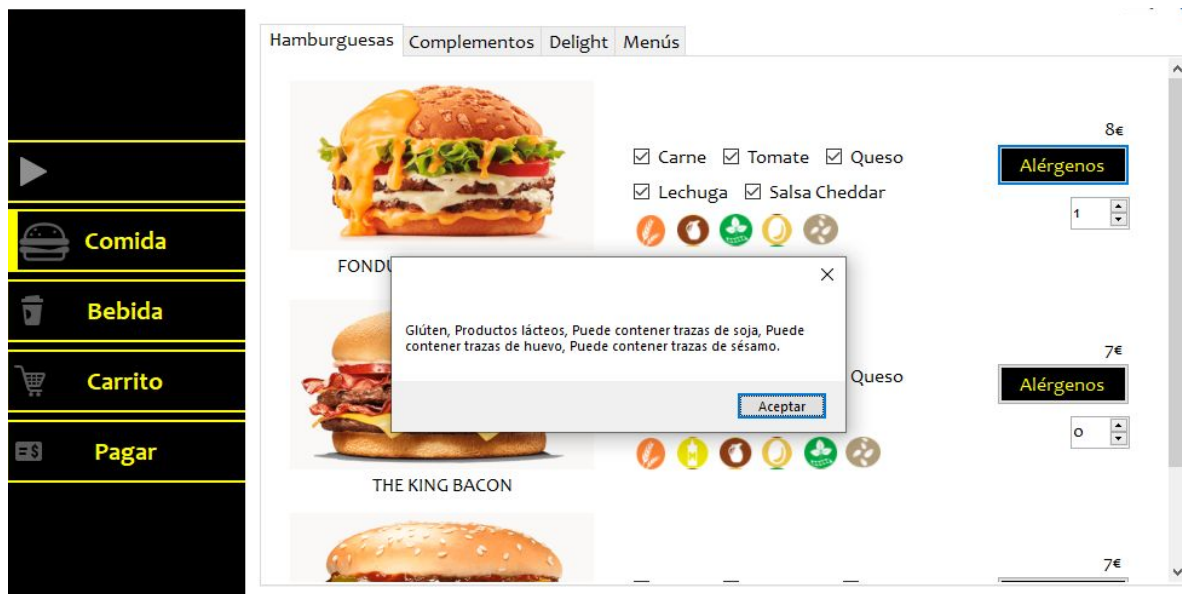 Hamburguesas Complementos Delight Menús
8€
Carne Tomate Queso
Alérgenos
Lechuga Salsa Cheddar
1
Comida
FONDU
Bebida
Glúten, Productos lácteos, Puede contener trazas de soja, Puede
contener trazas de huevo, Puede contener trazas de sésamo.
Aceptar
7€
Carrito
Queso
Alérgenos
0
Pagar
THE KING BACON
7€